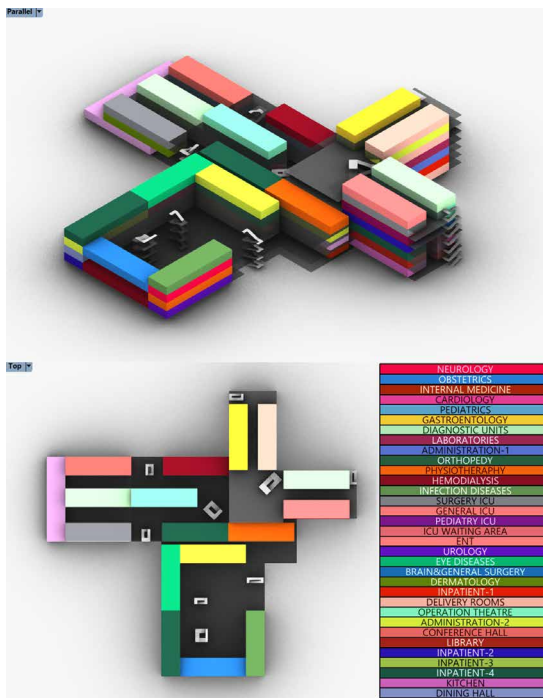 Parallel
Top
NEUROLOGY
OBSTETRICS
INTERNAL MEDICINE
CARDIOLOGY
PEDIATRICS
GASTROENTOLOGY
DIAGNOSTIC UNITS
LABORATORIES
ADMINISTRATION-1
ORTHOPEDY
PHYSIOTHERAPHY
HEMODIALYSIS
INFECTION DISEASES
SURGERY ICU
GENERAL ICU
PEDIATRY ICU
ICU WAITING AREA
ENT
UROLOGY
EYE DISEASES
BRAIN&GENERAL SURGERY
DERMATOLOGY
INPATIENT-1
DELIVERY ROOMS
OPERATION THEATRE
ADMINISTRATION-2
CONFERENCE HALL
LIBRARY
INPATIENT-2
INPATIENT-3
INPATIENT-4
KITCHEN
DINING HALL